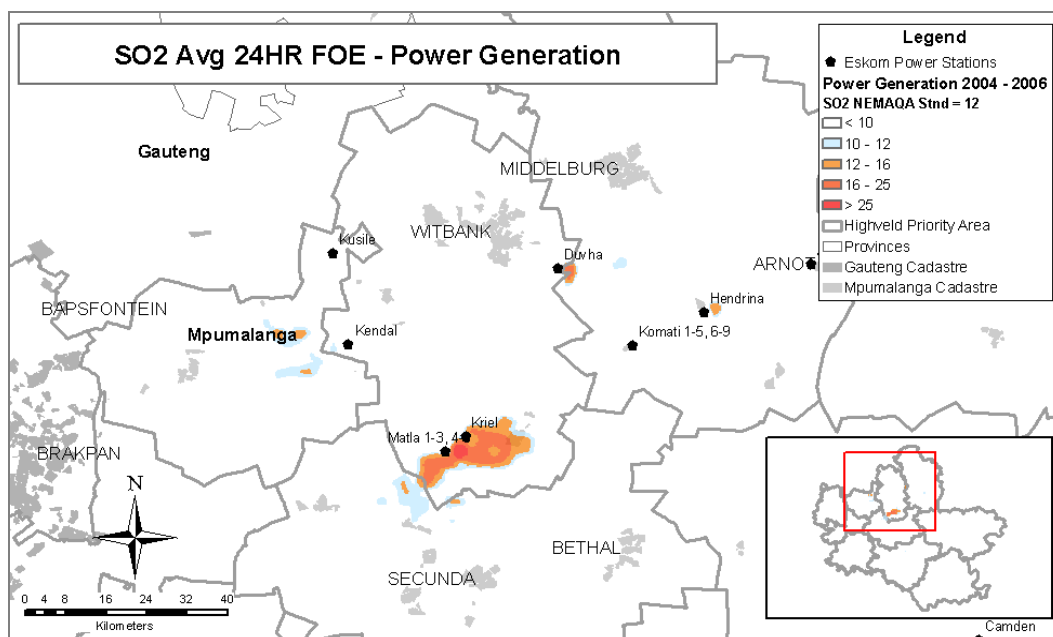 SO2 Avg 24HR FOE - Power Generation
Legend
Eskom Power Stations
Power Generation 2004 - 2006
SO2 NEMAQA Stnd = 12
< 10
10 - 12
12 - 16
16 - 25
> 25
Highveld Priority Area
Provinces
Gauteng Cadastre
Mpumalanga Cadastre
Gauteng
MIDDELBURG
WITBANK
Kusile
Duvha
ARNOT
BAPSFONTEIN
Hendrina
Mpumalanga
Kendal
Komati 1-5, 6-9
Kriel
Matla 1-3, 4
BRAKPAN
N
BETHAL
SECUNDA
0 4 8 16 24 32 40
Kilometers
Camden